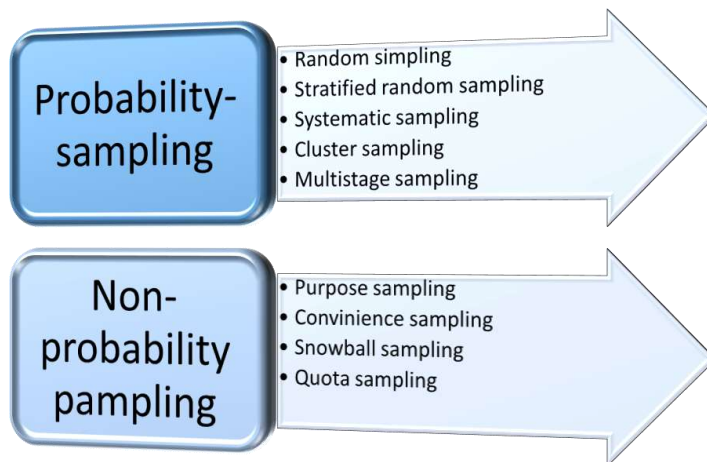 Probability-
sampling
• Random simpling
• Stratified random sampling
• Systematic sampling
• Cluster sampling
• Multistage sampling
Non-
probability
pampling
• Purpose sampling
• Convinience sampling
• Snowball sampling
• Quota sampling